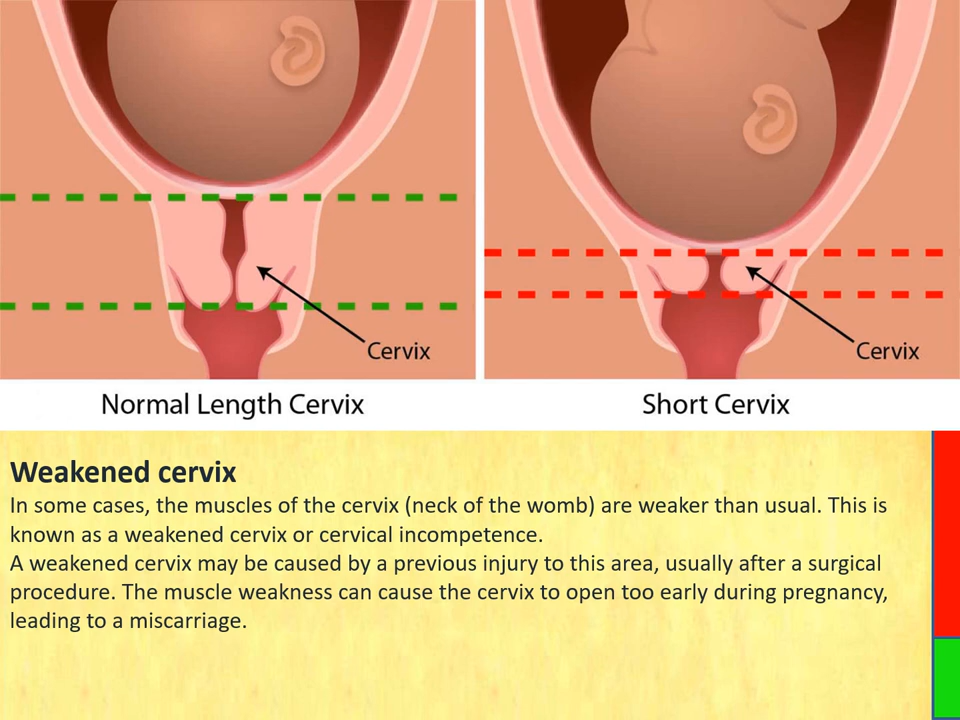 Cervix
Cervix
Normal Length Cervix
Short Cervix
Weakened cervix
In some cases, the muscles of the cervix (neck of the womb) are weaker than usual. This is
known as a weakened cervix or cervical incompetence.
A weakened cervix may be caused by a previous injury to this area, usually after a surgical
procedure. The muscle weakness can cause the cervix to open too early during pregnancy,
leading to a miscarriage.